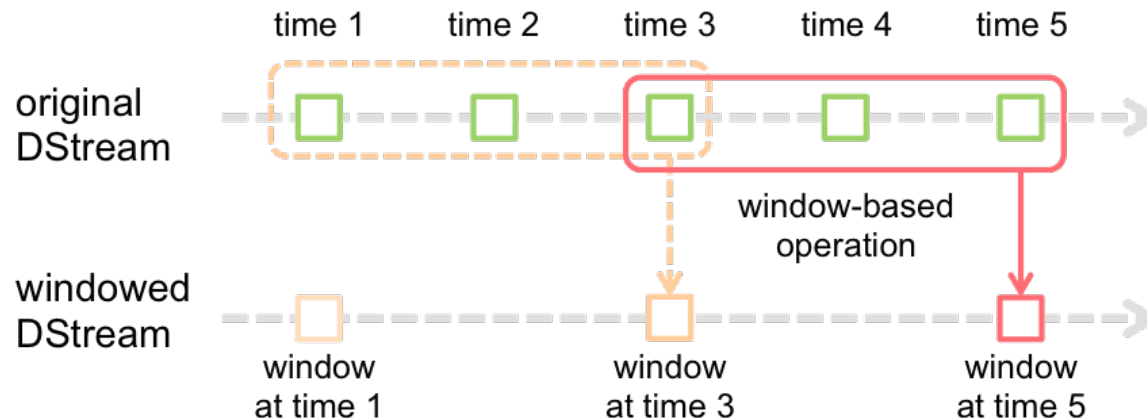 time 1 time 2 time 3 time 4 time 5
original
DStream
window-based
operation
windowed
DStream
window
at time 1
window
at time 3
window
at time 5